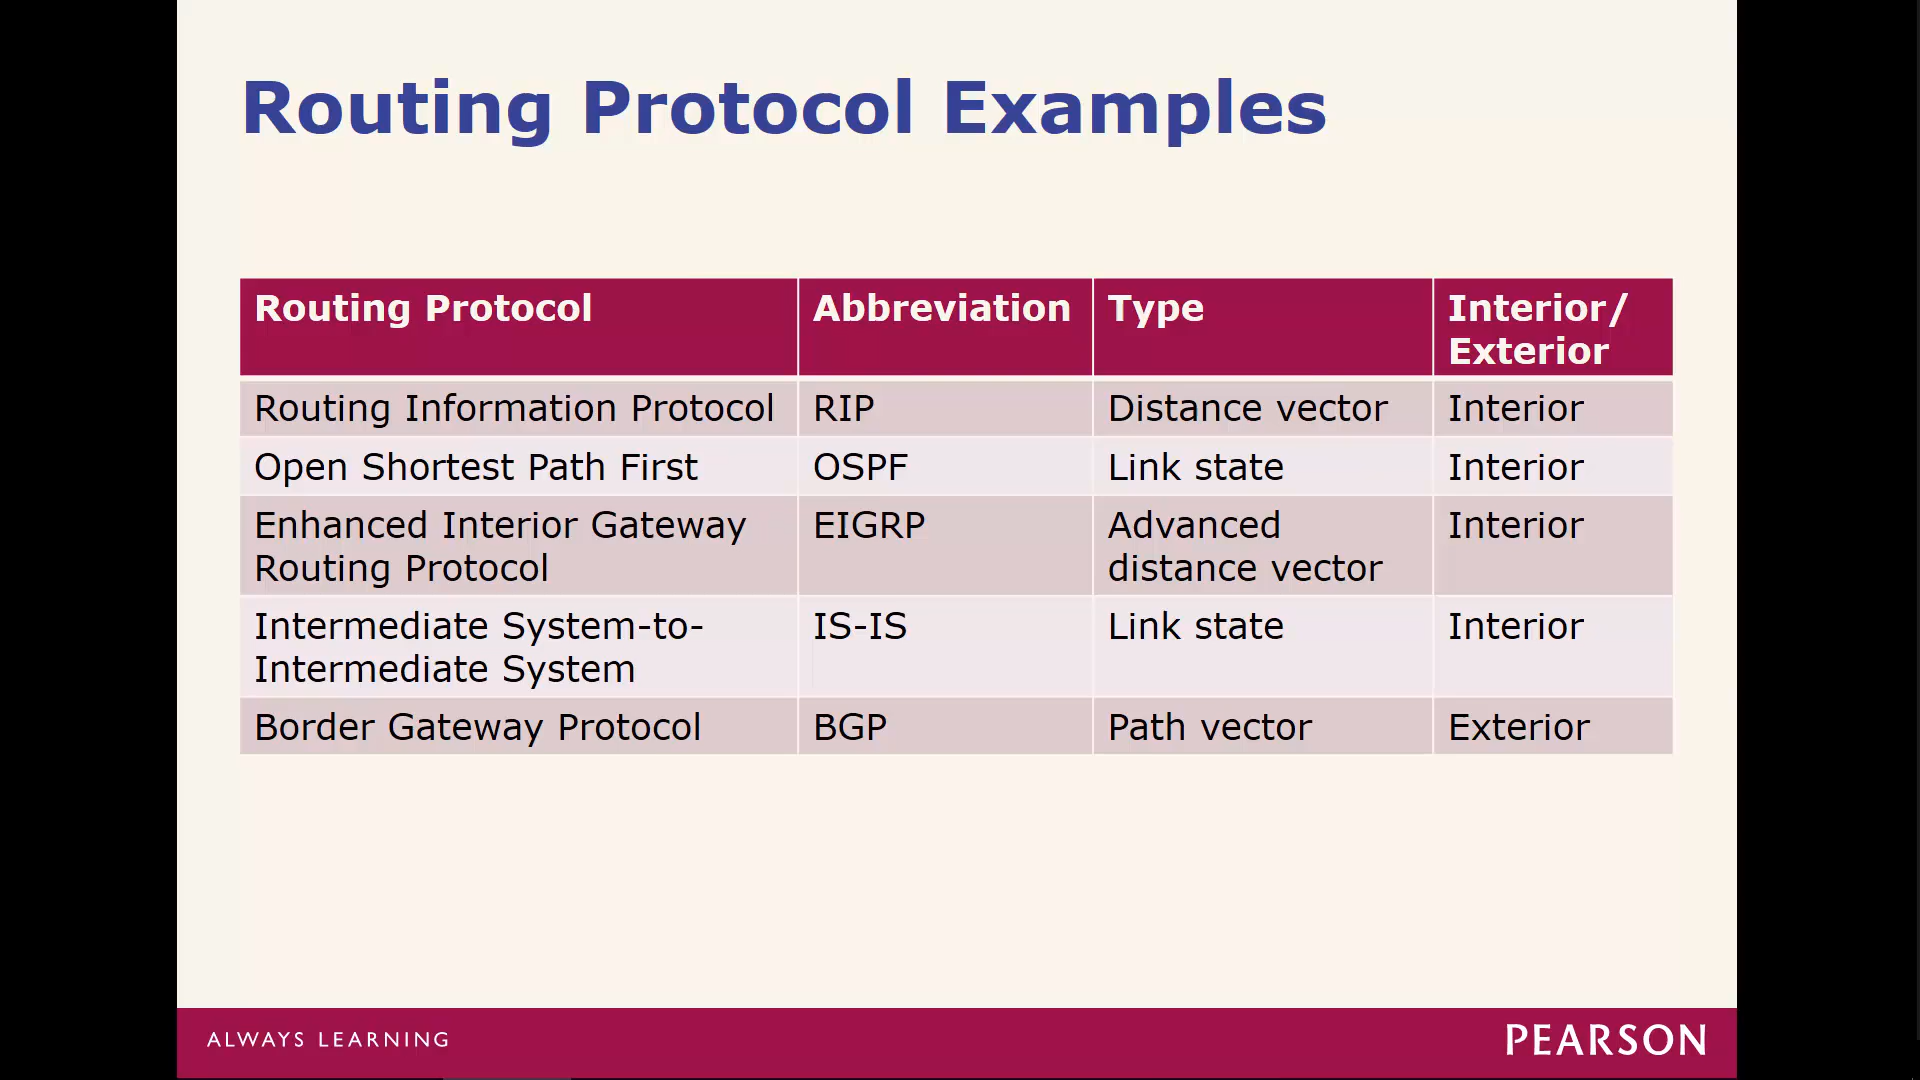 Routing Protocol Examples
Routing Protocol Abbreviation Type Interior/
Exterior
Routing Information Protocol RIP Distance vector Interior
Open Shortest Path First OSPF Link state Interior
Enhanced Interior Gateway EIGRP Advanced Interior
Routing Protocol distance vector
Intermediate System-to- IS-IS Link state Interior
Intermediate System
Border Gateway Protocol BGP Path vector Exterior
ALWAYS LEARNING PEARSON